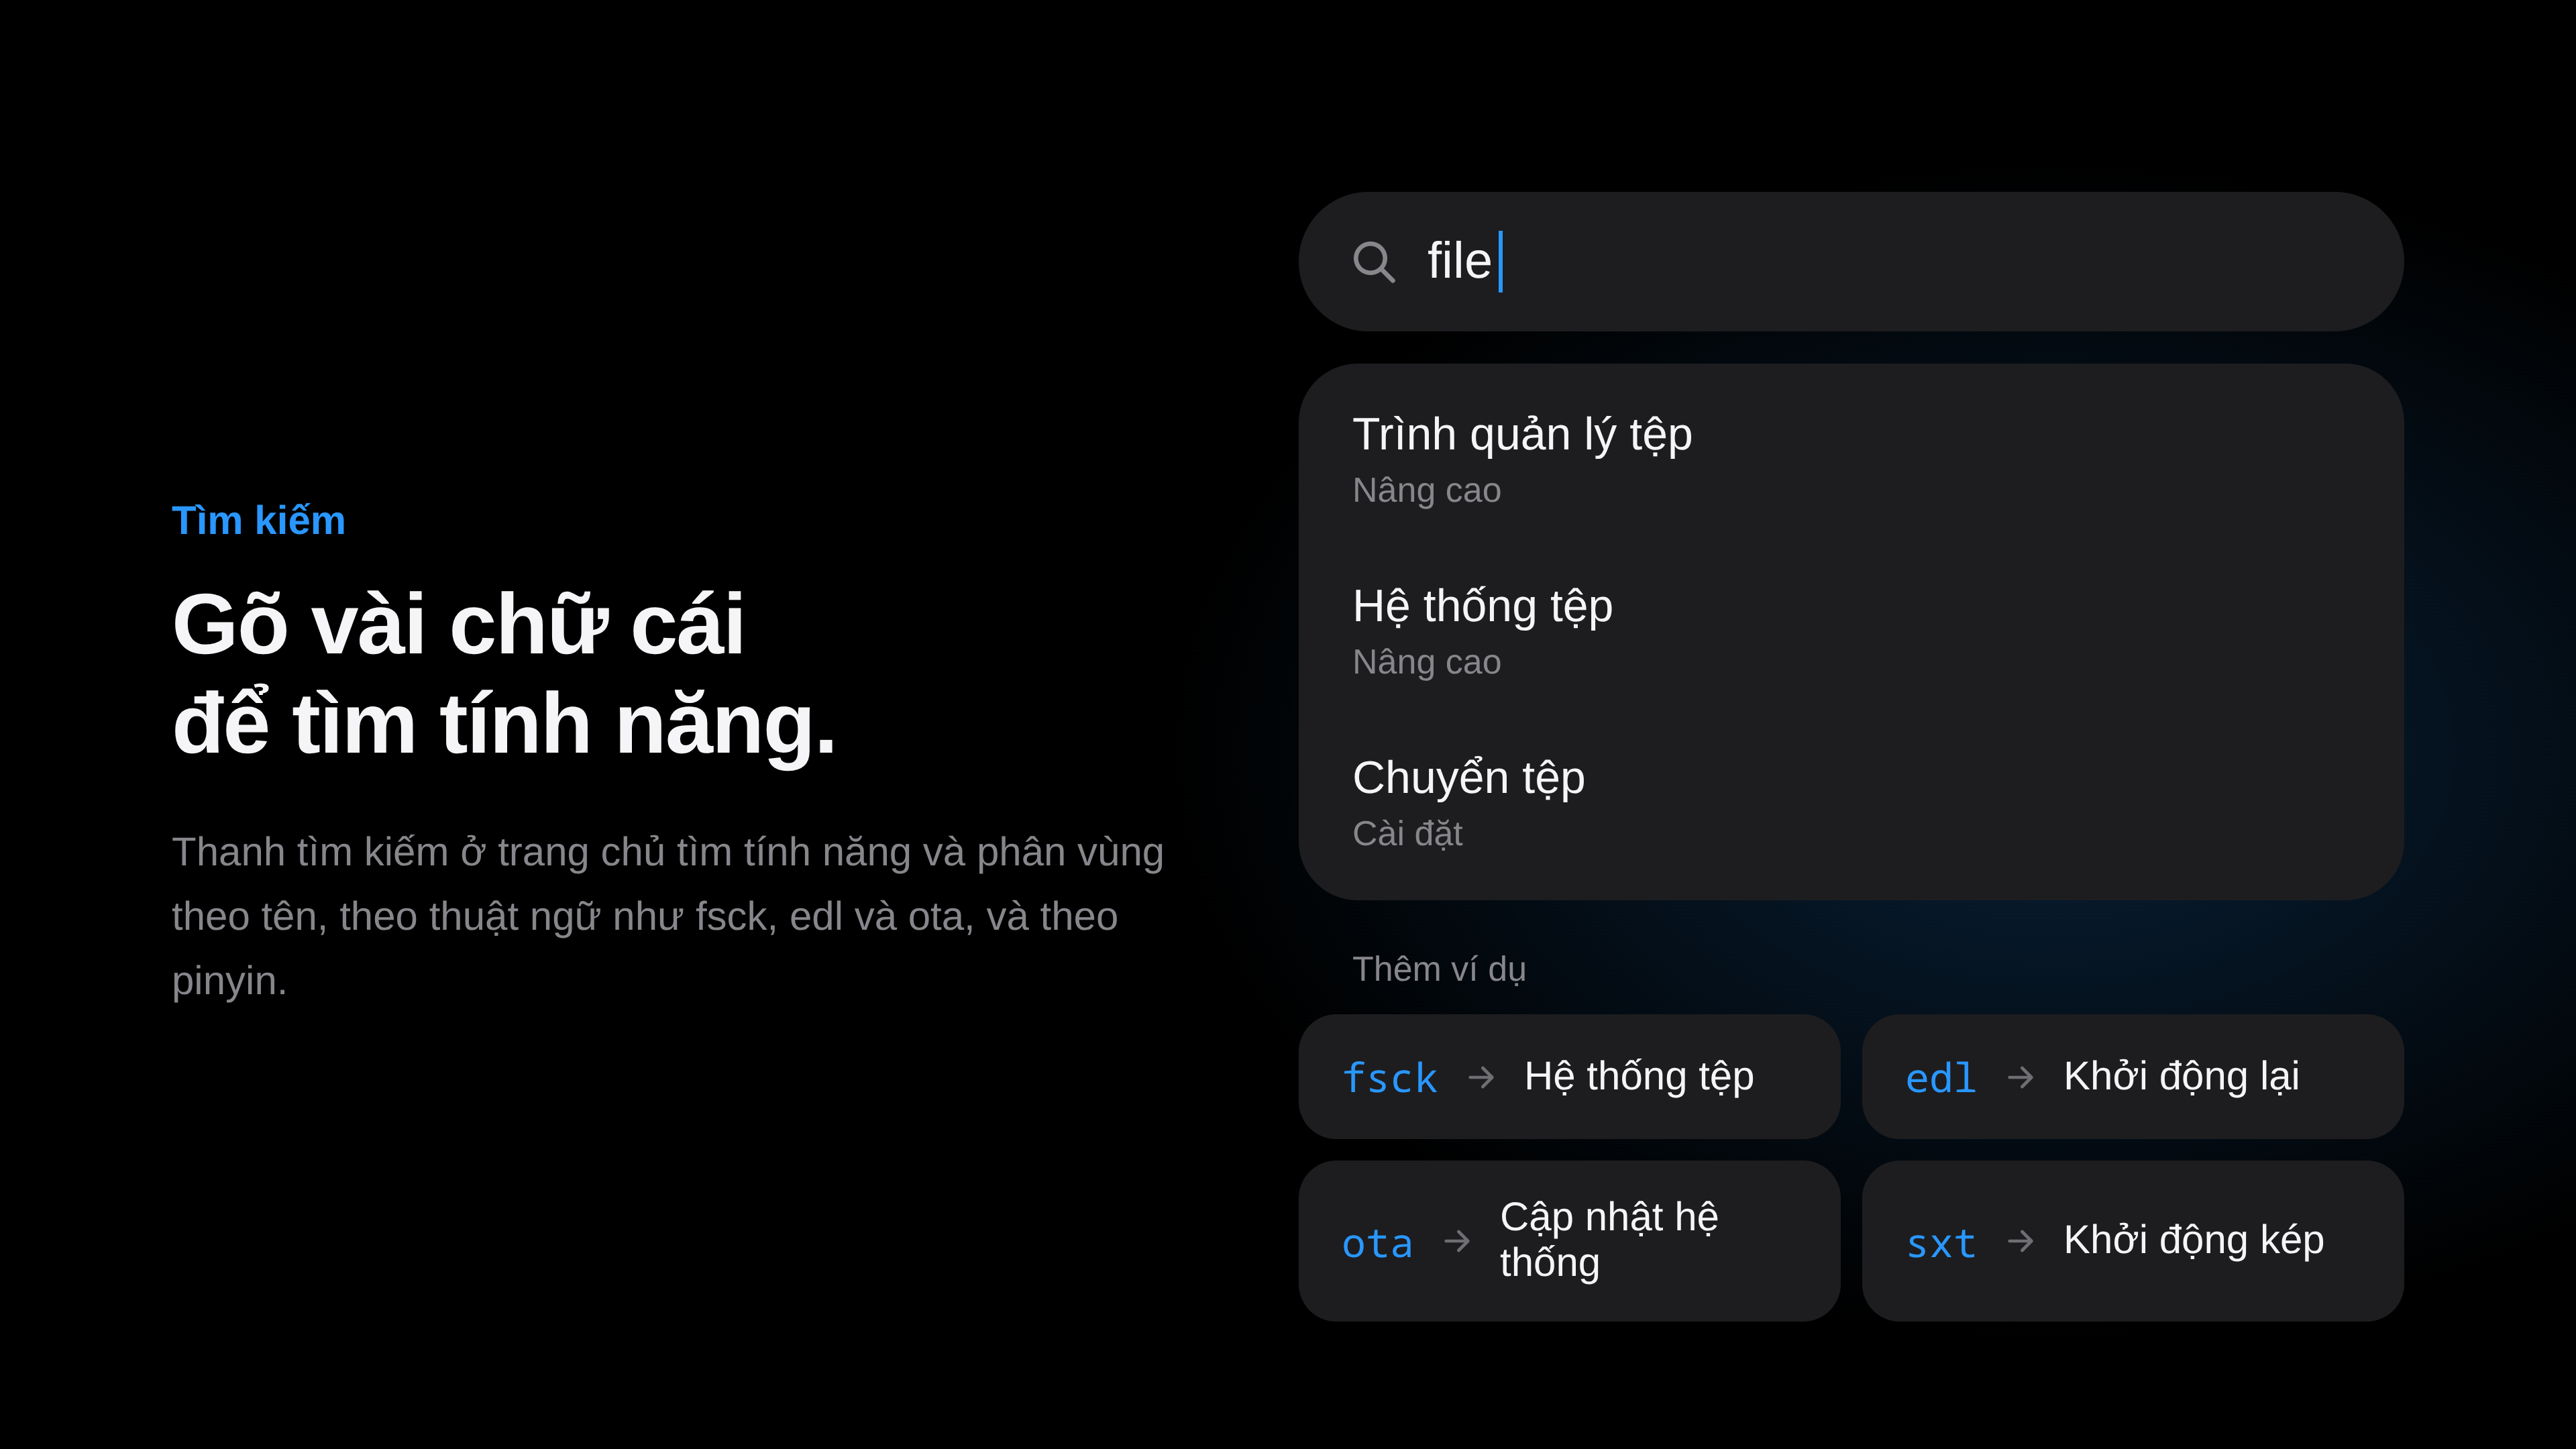 Tìm kiếm
Gõ vài chữ cái
để tìm tính năng.
Thanh tìm kiếm ở trang chủ tìm tính năng và phân vùng
theo tên, theo thuật ngữ như fsck, edl và ota, và theo
pinyin.
file
Trình quản lý tệp
Nâng cao
Hệ thống tệp
Nâng cao
Chuyển tệp
Cài đặt
Thêm ví dụ
fsck → Hệ thống tệp
edl → Khởi động lại
ota → Cập nhật hệ
thống
sxt → Khởi động kép